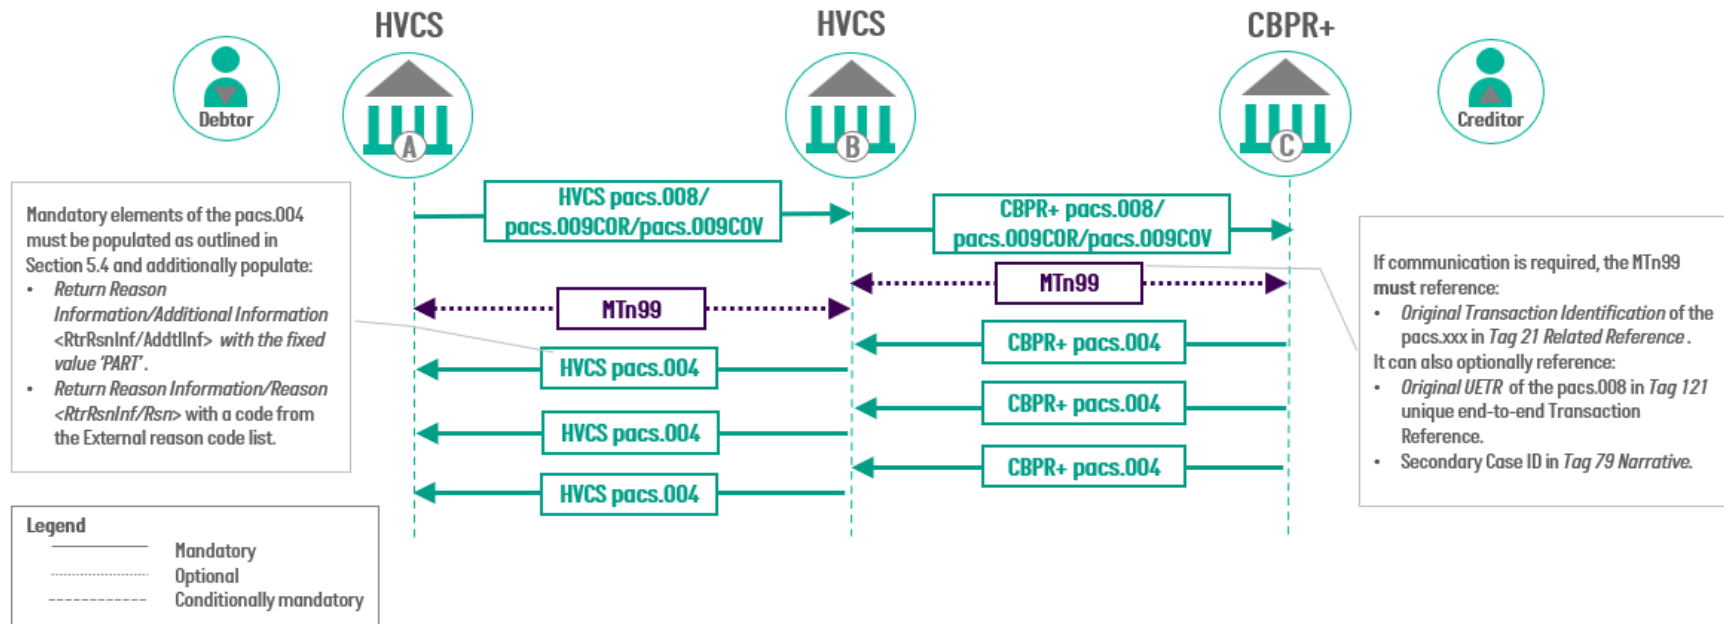 HVCS
HVCS
CBPR+
Debtor
A
B
C
Creditor
Mandatory elements of the pacs.004
must be populated as outlined in
Section 5.4 and additionally populate:
• Return Reason
Information/Additional Information
<RtrRsnInf/AddtlInf> with the fixed
value ‘PART’.
• Return Reason Information/Reason
<RtrRsnInf/Rsn> with a code from
the External reason code list.
HVCS pacs.008/
pacs.009COR/pacs.009COV
CBPR+ pacs.008/
pacs.009COR/pacs.009COV
MTn99
MTn99
HVCS pacs.004
CBPR+ pacs.004
HVCS pacs.004
CBPR+ pacs.004
HVCS pacs.004
CBPR+ pacs.004
If communication is required, the MTn99
must reference:
• Original Transaction Identification of the
pacs.xxx in Tag 21 Related Reference .
It can also optionally reference:
• Original UETR of the pacs.008 in Tag 121
unique end-to-end Transaction
Reference.
• Secondary Case ID in Tag 79 Narrative.
Legend
Mandatory
Optional
Conditionally mandatory